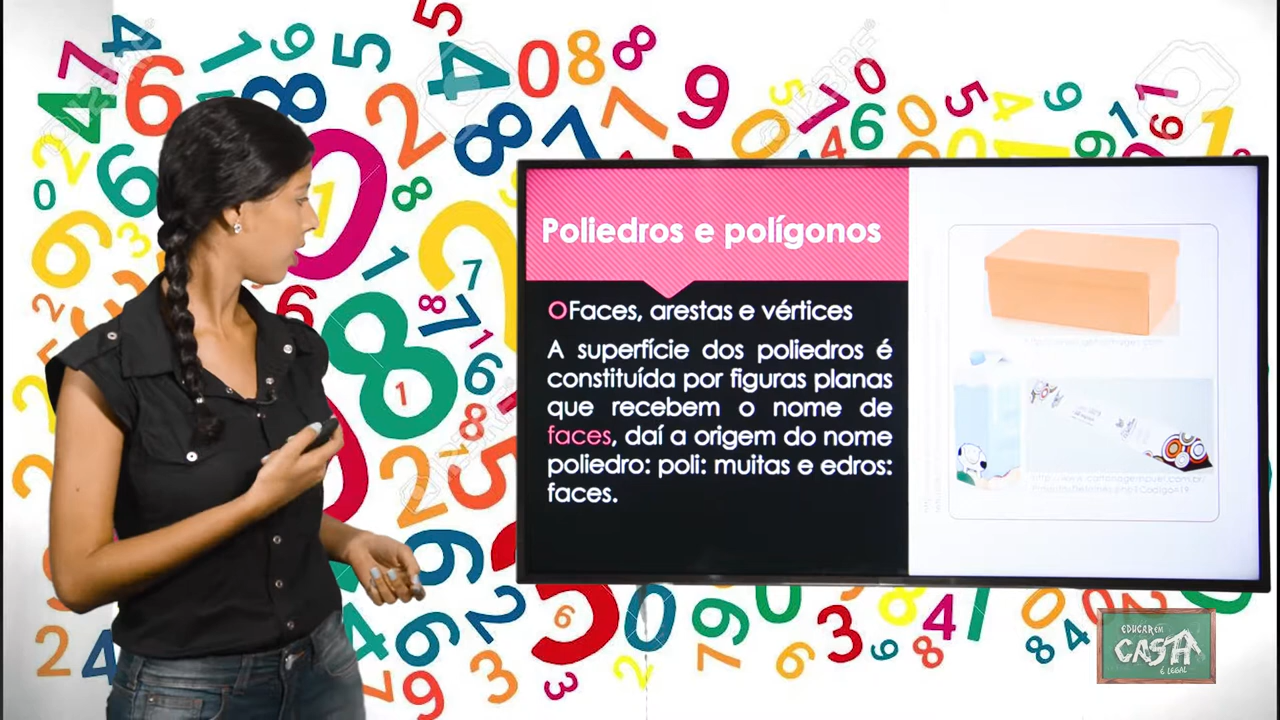 Poliedros e polígonos
Faces, arestas e vértices
A superfície dos poliedros é
constituída por figuras planas
que recebem o nome de
faces, daí a origem do nome
poliedro: poli: muitas e edros:
faces.
EDUCAR EM
CASA
É LEGAL